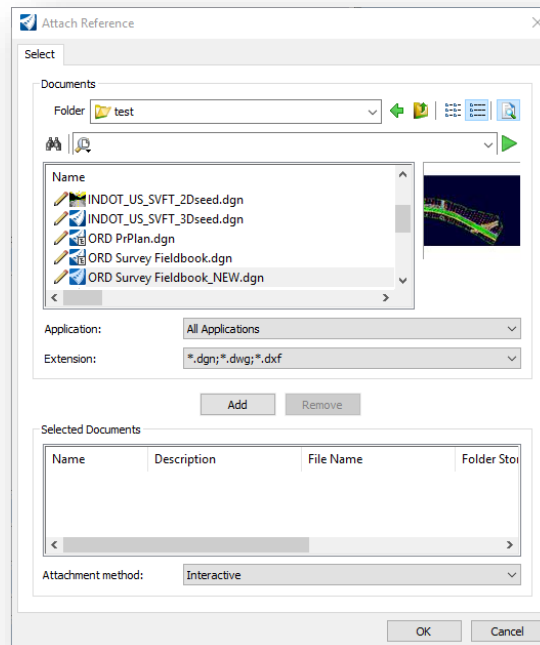 Attach Reference
Select
Documents
Folder test
Name
INDOT_US_SVFT_2Dseed.dgn
INDOT_US_SVFT_3Dseed.dgn
ORD PrPlan.dgn
ORD Survey Fieldbook.dgn
ORD Survey Fieldbook_NEW.dgn
Application: All Applications
Extension: *.dgn;*.dwg;*.dxf
Add Remove
Selected Documents
Name Description File Name Folder Stor
Attachment method: Interactive
OK Cancel